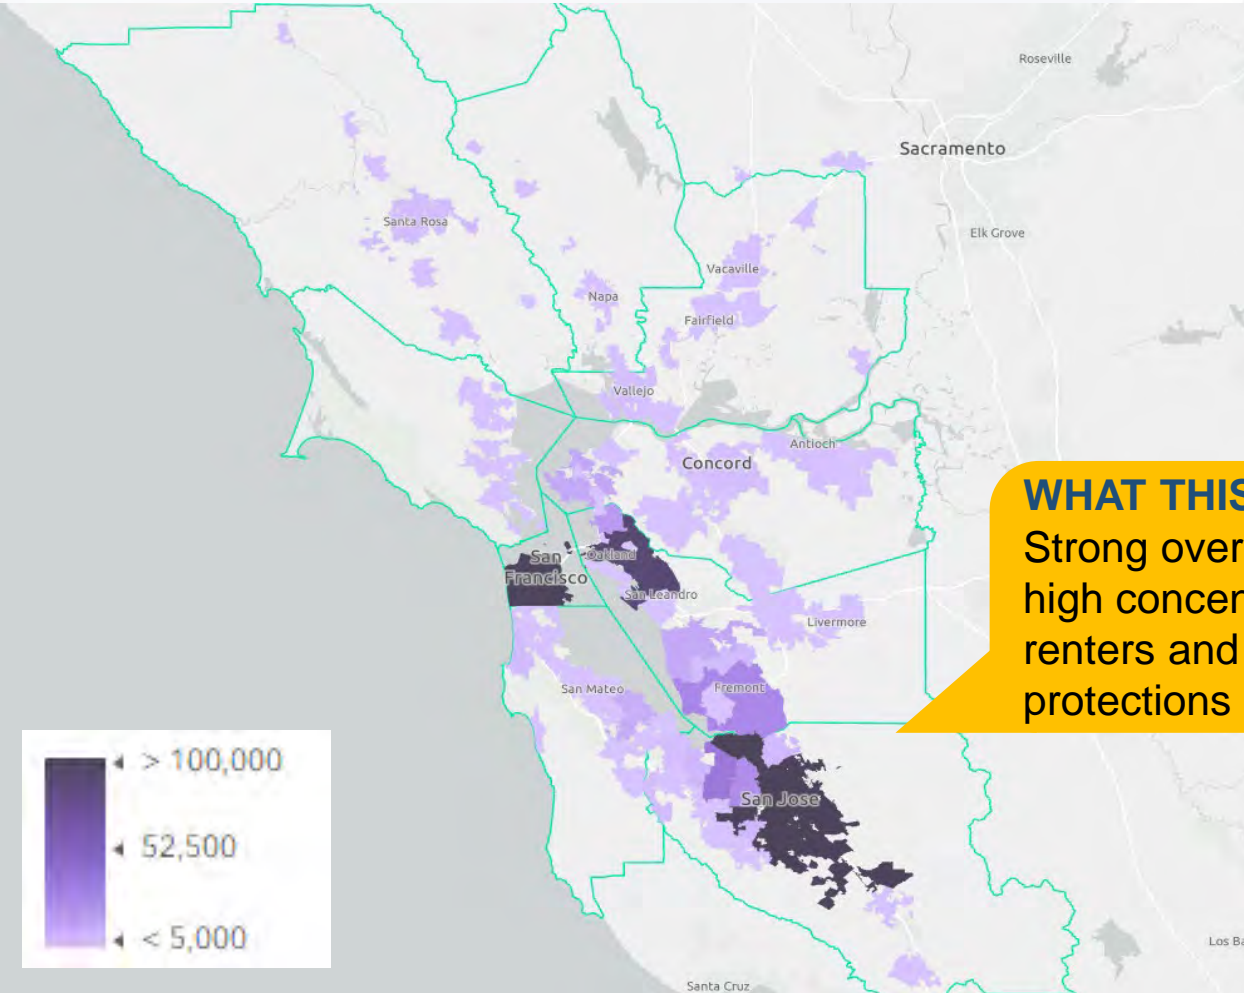 Roseville
Sacramento
Elk Grove
Santa Rosa
Vacaville
Napa
Fairfield
Vallejo
Antioch
Concord
WHAT THIS
Strong over
high concen
renters and
protections
San
Francisco
Oakland
San Leandro
Livermore
San Mateo
Fremont
> 100,000
52,500
< 5,000
San Jose
Los Ba
Santa Cruz